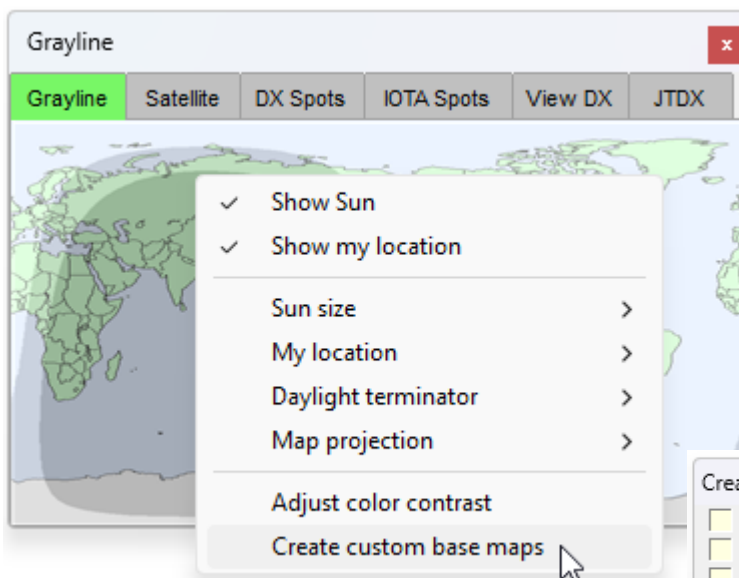 Grayline
Grayline Satellite DX Spots IOTA Spots View DX JTDX
Show Sun
Show my location
Sun size
My location
Daylight terminator
Map projection
Adjust color contrast
Create custom base maps